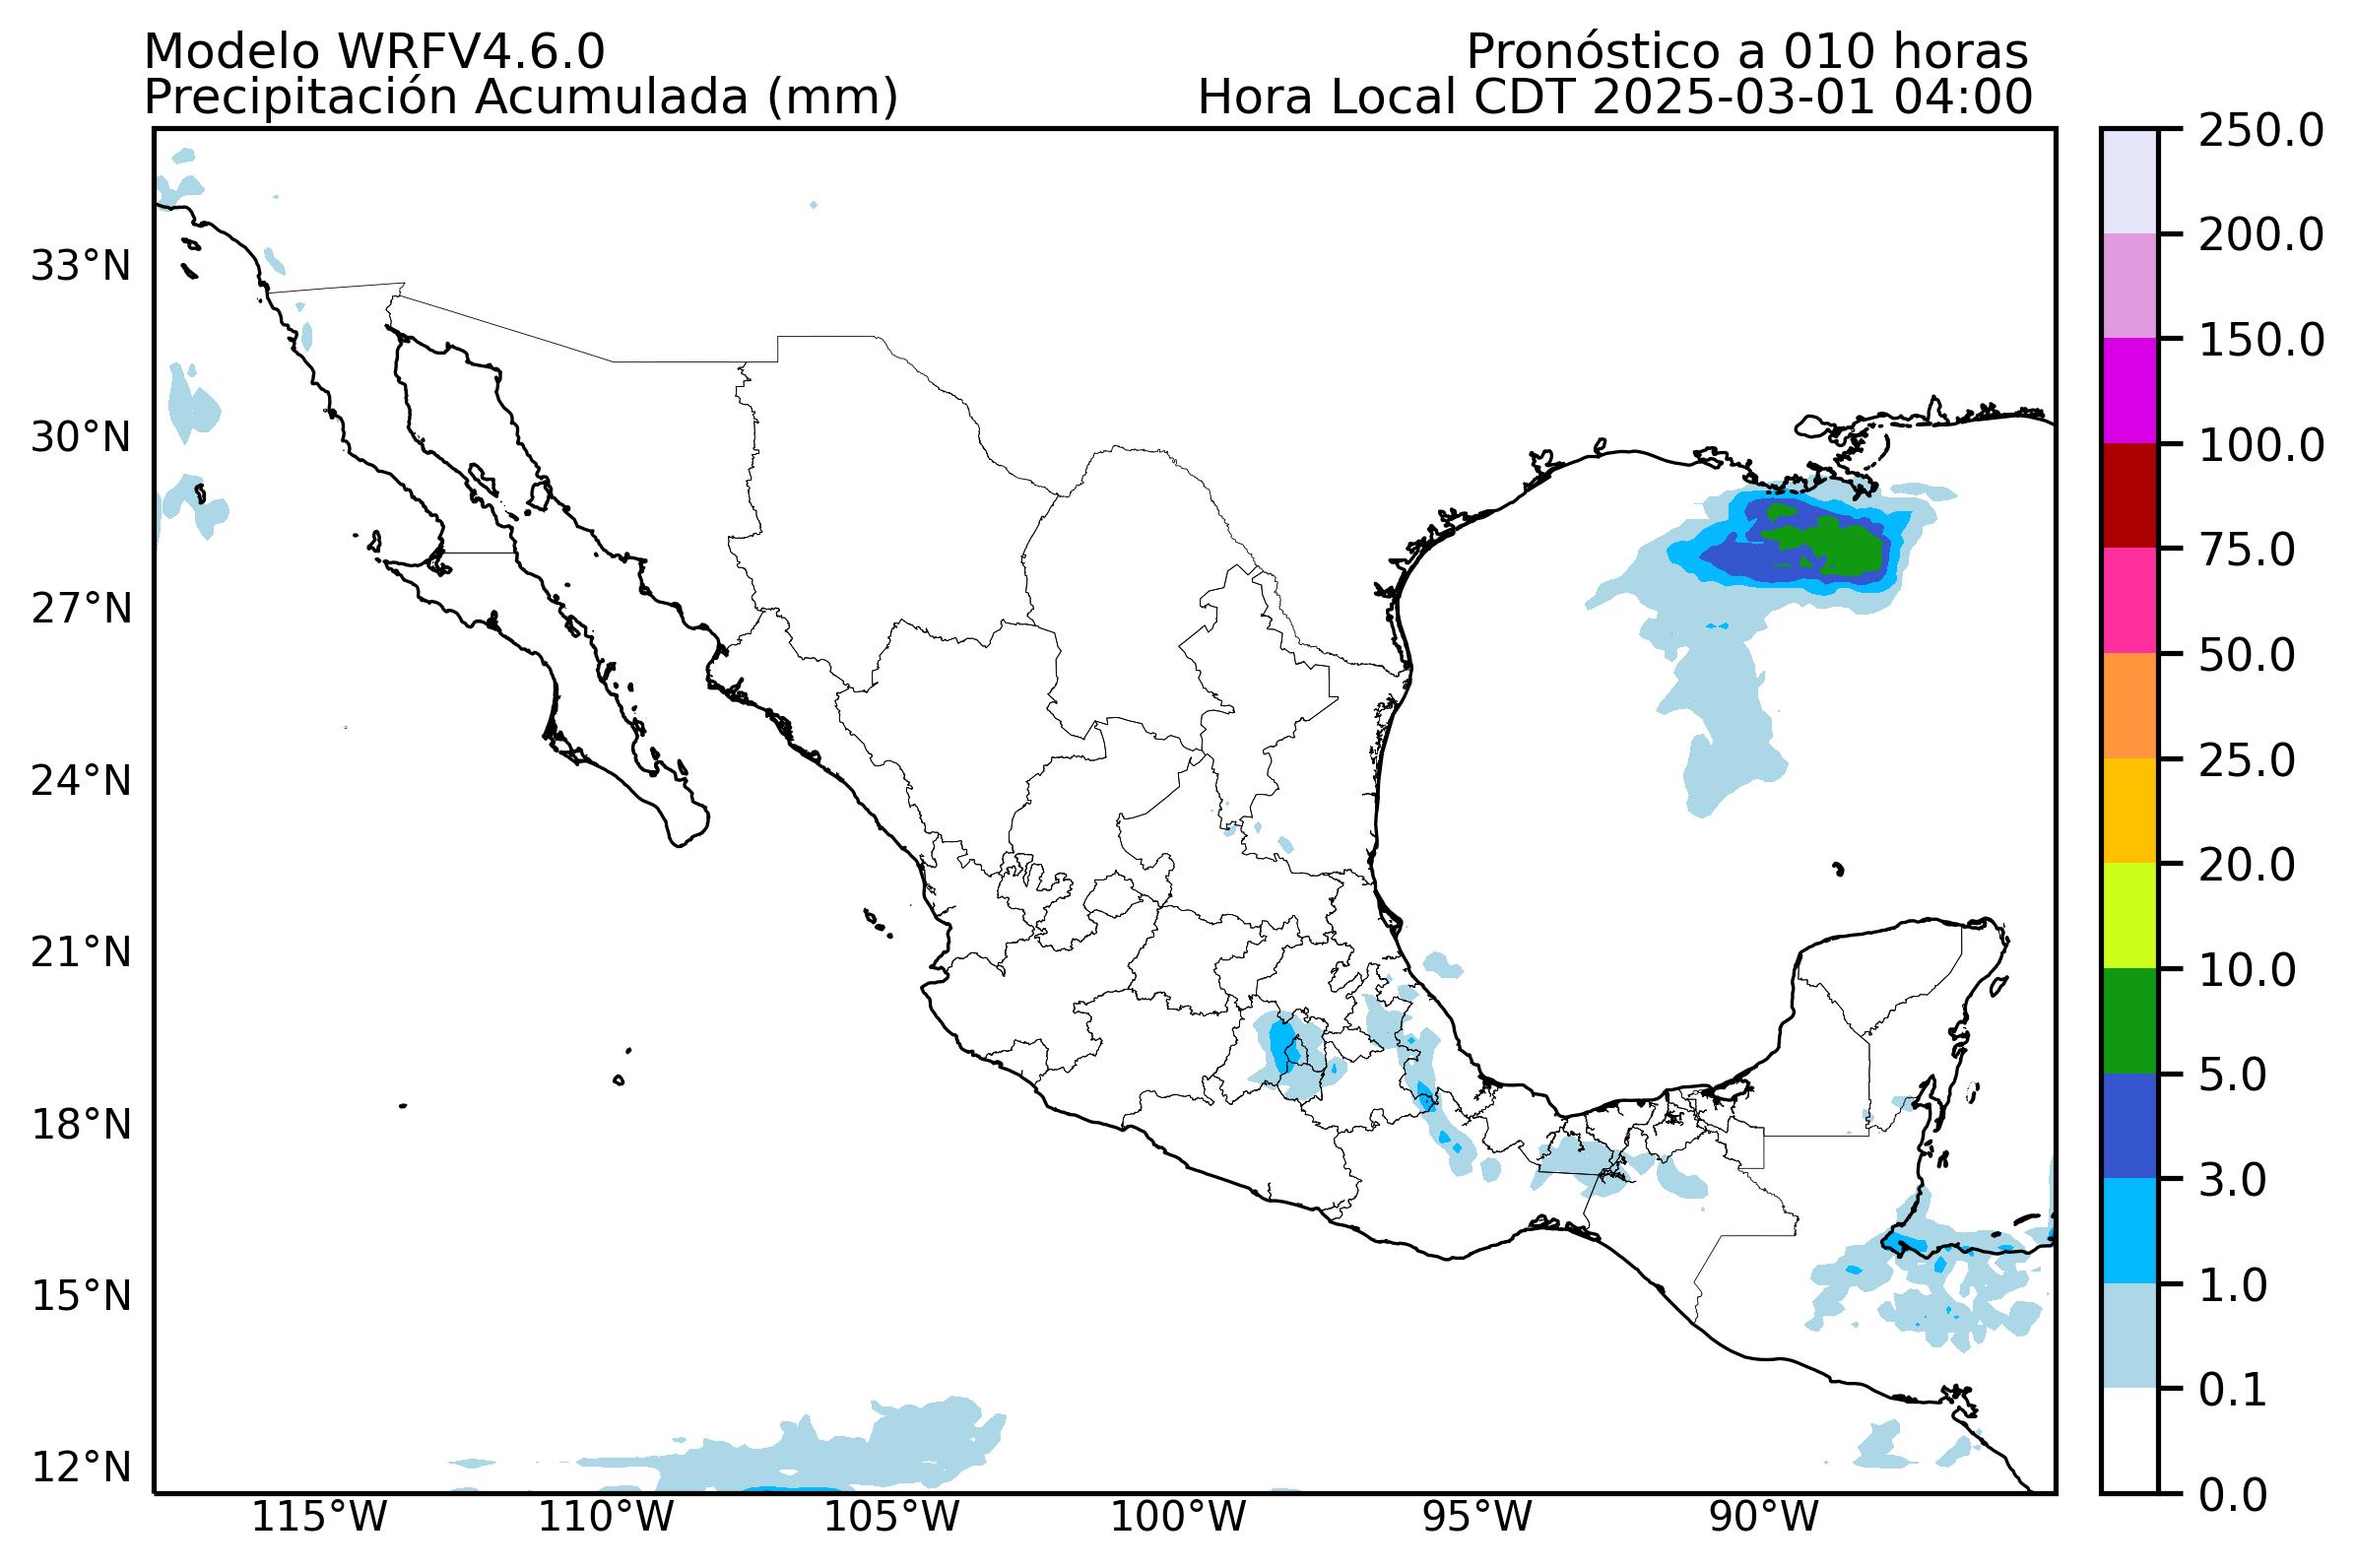 Modelo WRFV4.6.0
Pronóstico a 010 horas
Precipitación Acumulada (mm)
Hora Local CDT 2025-03-01 04:00
33°N
30°N
27°N
24°N
21°N
18°N
15°N
12°N
115°W
110°W
105°W
100°W
95°W
90°W
250.0
200.0
150.0
100.0
75.0
50.0
25.0
20.0
10.0
5.0
3.0
1.0
0.1
0.0